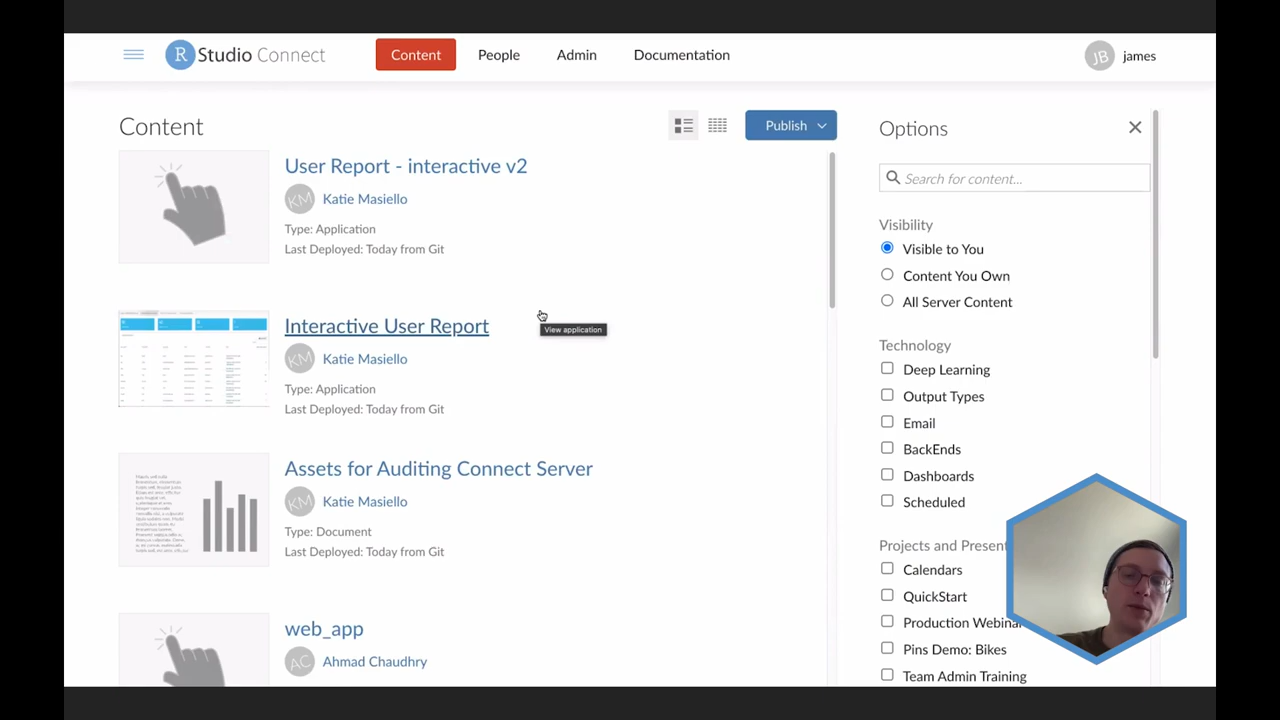 R Studio Connect
Content
People
Admin
Documentation
JB
james
Content
Publish
User Report - interactive v2
KM
Katie Masiello
Type: Application
Last Deployed: Today from Git
Interactive User Report
View application
KM
Katie Masiello
Type: Application
Last Deployed: Today from Git
Assets for Auditing Connect Server
KM
Katie Masiello
Type: Document
Last Deployed: Today from Git
web_app
AC
Ahmad Chaudhry
Options
Search for content...
Visibility
Visible to You
Content You Own
All Server Content
Technology
Deep Learning
Output Types
Email
BackEnds
Dashboards
Scheduled
Projects and Present
Calendars
QuickStart
Production Webina
Pins Demo: Bikes
Team Admin Training